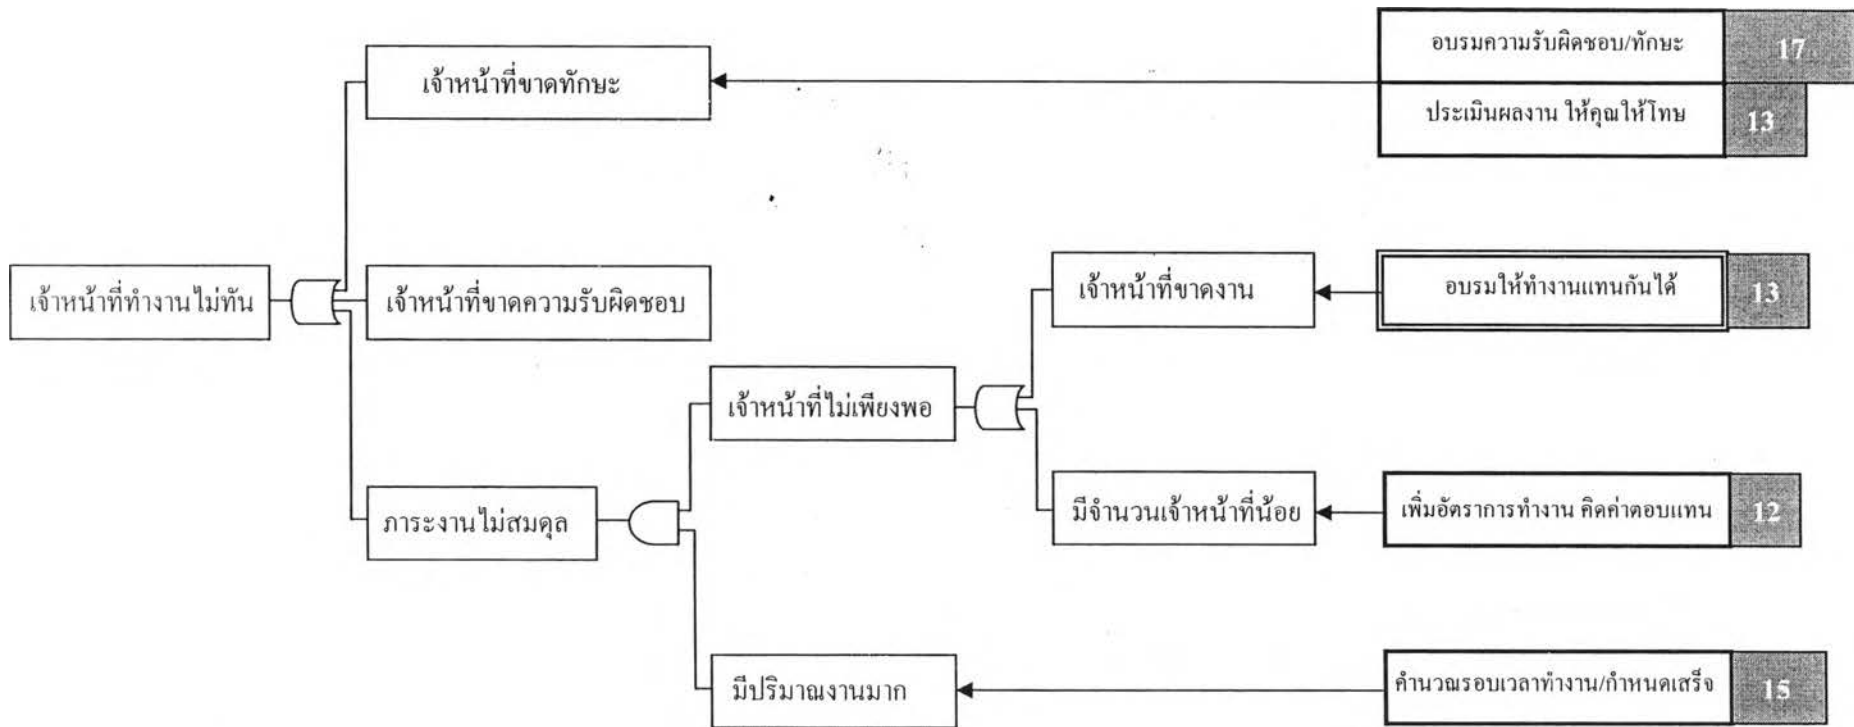 อบรมความรับผิดชอบ/ทักษะ 17
เจ้าหน้าที่ขาดทักษะ
ประเมินผลงาน ให้คุณให้โทษ 13
เจ้าหน้าที่ทำงานไม่ทัน
เจ้าหน้าที่ขาดความรับผิดชอบ
เจ้าหน้าที่ขาดงาน
อบรมให้ทำงานแทนกันได้ 13
เจ้าหน้าที่ไม่เพียงพอ
ภาระงานไม่สมดุล
มีจำนวนเจ้าหน้าที่น้อย
เพิ่มอัตราการทำงาน คิดค่าตอบแทน 12
มีปริมาณงานมาก
คำนวณรอบเวลาทำงาน/กำหนดเสร็จ 15